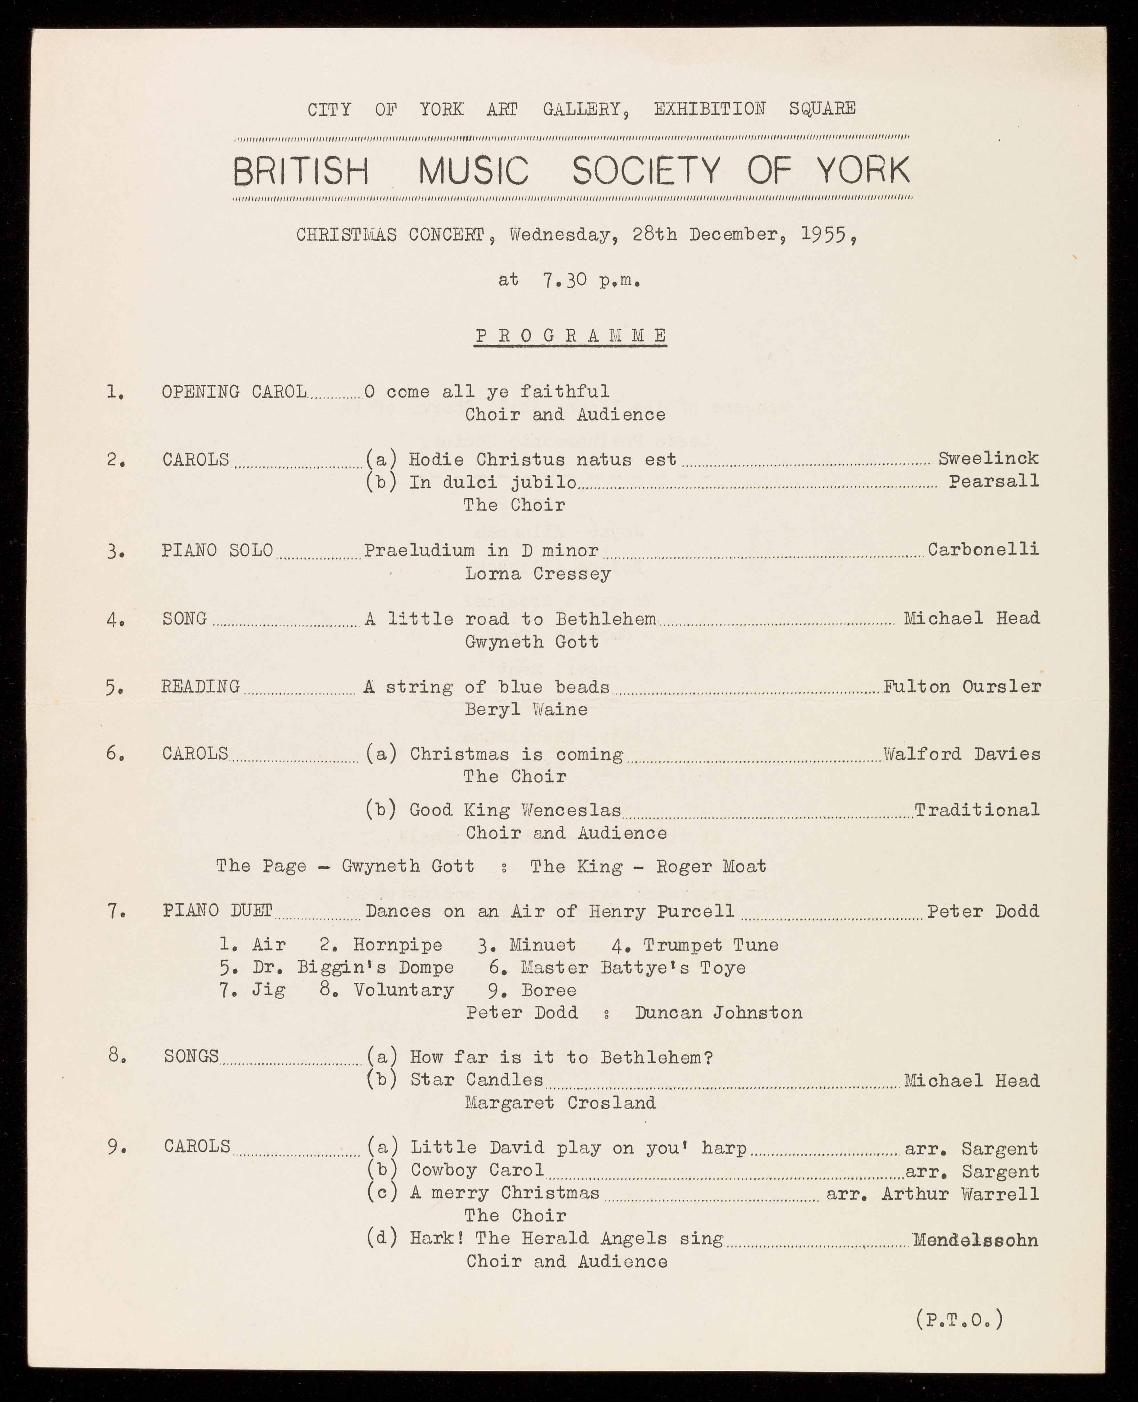 CITY OF YORK ART GALLERY, EXHIBITION SQUARE
BRITISH MUSIC SOCIETY OF YORK
CHRISTMAS CONCERT, Wednesday, 28th December, 1955,
at 7.30 p.m.
PROGRAMME
1. OPENING CAROL..........O come all ye faithful
Choir and Audience
2. CAROLS..........(a) Hodie Christus natus est..........Sweelinck
(b) In dulci jubilo..........Pearsall
The Choir
3. PIANO SOLO..........Praeludium in D minor..........Carbonelli
Lorna Cressey
4. SONG..........A little road to Bethlehem..........Michael Head
Gwyneth Gott
5. READING..........A string of blue beads..........Fulton Oursler
Beryl Waine
6. CAROLS..........(a) Christmas is coming..........Walford Davies
The Choir
(b) Good King Wenceslas..........Traditional
Choir and Audience
The Page - Gwyneth Gott : The King - Roger Moat
7. PIANO DUET..........Dances on an Air of Henry Purcell..........Peter Dodd
1. Air 2. Hornpipe 3. Minuet 4. Trumpet Tune
5. Dr. Biggin's Dompe 6. Master Battye's Toye
7. Jig 8. Voluntary 9. Boree
Peter Dodd : Duncan Johnston
8. SONGS..........(a) How far is it to Bethlehem?
(b) Star Candles..........Michael Head
Margaret Crosland
9. CAROLS..........(a) Little David play on you' harp..........arr. Sargent
(b) Cowboy Carol..........arr. Sargent
(c) A merry Christmas..........arr. Arthur Warrell
The Choir
(d) Hark! The Herald Angels sing..........Mendelssohn
Choir and Audience
(P.T.O.)